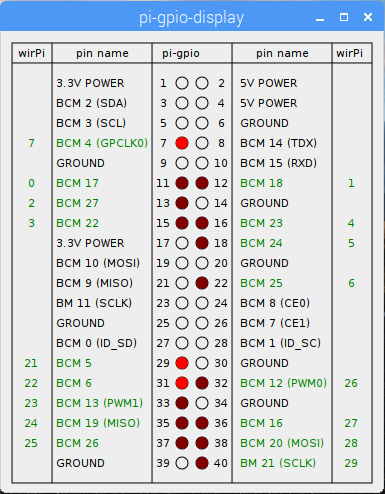 pi-gpio-display
wirPi pin name pi-gpio pin name wirPi
3.3V POWER 1 2 5V POWER
BCM 2 (SDA) 3 4 5V POWER
BCM 3 (SCL) 5 6 GROUND
7 BCM 4 (GPCLK0) 7 8 BCM 14 (TDX)
GROUND 9 10 BCM 15 (RXD)
0 BCM 17 11 12 BCM 18 1
2 BCM 27 13 14 GROUND
3 BCM 22 15 16 BCM 23 4
3.3V POWER 17 18 BCM 24 5
BCM 10 (MOSI) 19 20 GROUND
BCM 9 (MISO) 21 22 BCM 25 6
BM 11 (SCLK) 23 24 BCM 8 (CE0)
GROUND 25 26 BCM 7 (CE1)
BCM 0 (ID_SD) 27 28 BCM 1 (ID_SC)
21 BCM 5 29 30 GROUND
22 BCM 6 31 32 BCM 12 (PWM0) 26
23 BCM 13 (PWM1) 33 34 GROUND
24 BCM 19 (MISO) 35 36 BCM 16 27
25 BCM 26 37 38 BCM 20 (MOSI) 28
GROUND 39 40 BM 21 (SCLK) 29